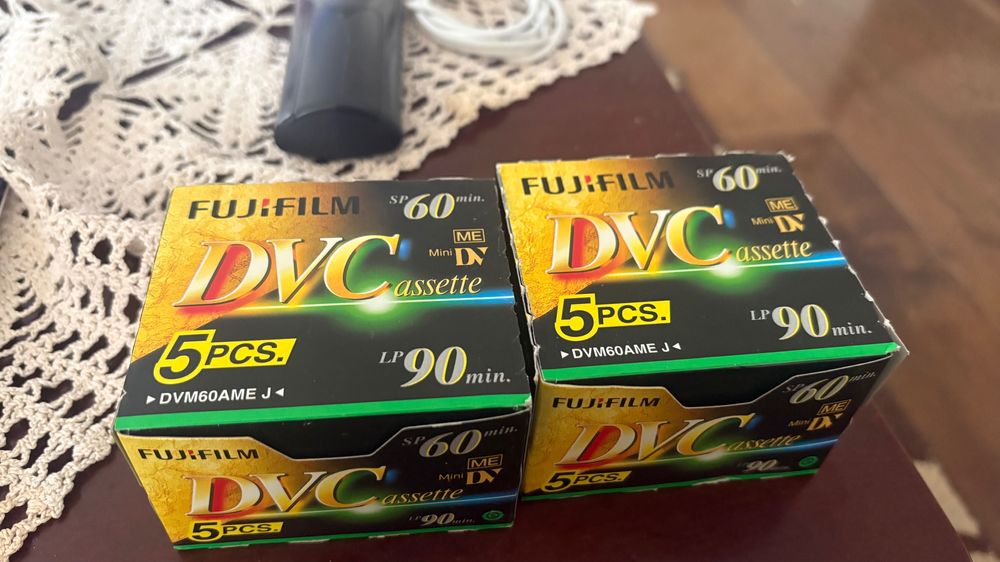 FUJIFILM
SP 60 min.
DVCassette
ME
Mini DV
5PCS.
LP 90 min.
▶DVM60AME J◀
FUJIFILM
SP 60 min.
DVCassette
ME
Mini DV
5PCS.
LP 90 min.
FUJIFILM
SP 60 min.
DVCassette
ME
Mini DV
5PCS.
LP 90 min.
▶DVM60AME J◀
FUJIFILM
SP 60 min.
DVCassette
ME
Mini DV
5PCS.
LP 90 min.